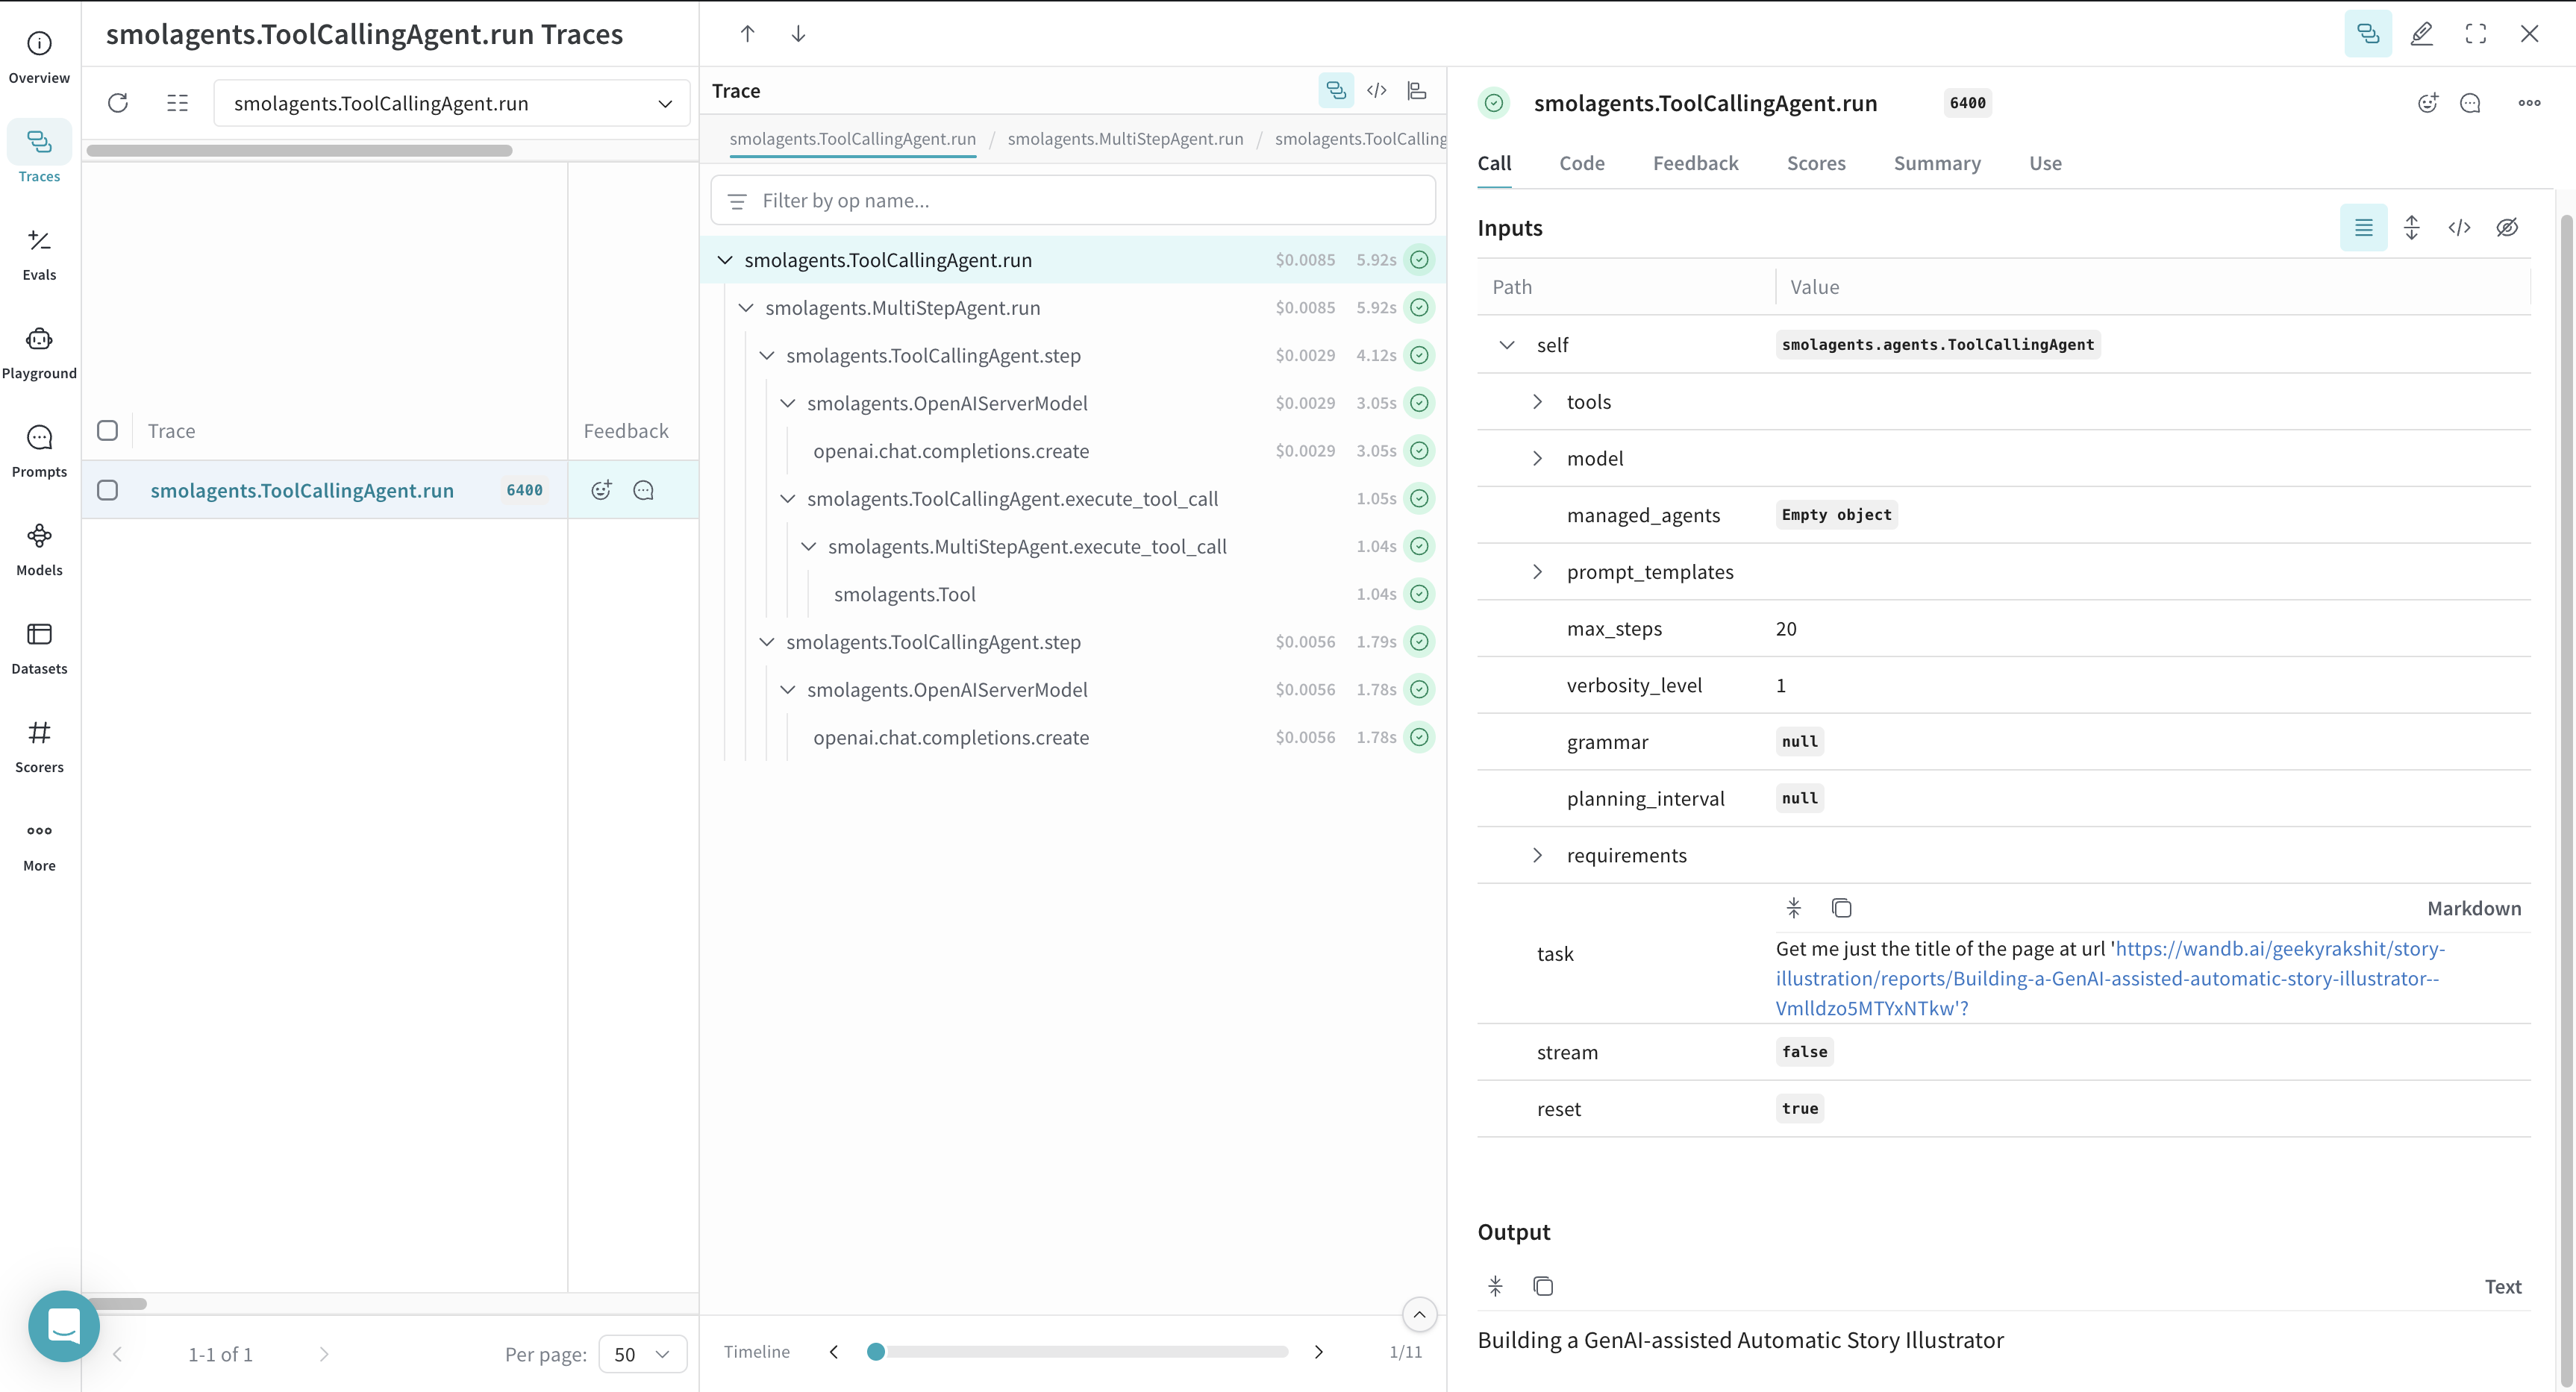 Overview
Traces
Evals
Playground
Prompts
Models
Datasets
Scorers
More
smolagents.ToolCallingAgent.run Traces
smolagents.ToolCallingAgent.run
Trace Feedback
smolagents.ToolCallingAgent.run 6400
1-1 of 1 Per page: 50
Trace
smolagents.ToolCallingAgent.run / smolagents.MultiStepAgent.run / smolagents.ToolCalling
Filter by op name...
smolagents.ToolCallingAgent.run $0.0085 5.92s
smolagents.MultiStepAgent.run $0.0085 5.92s
smolagents.ToolCallingAgent.step $0.0029 4.12s
smolagents.OpenAIServerModel $0.0029 3.05s
openai.chat.completions.create $0.0029 3.05s
smolagents.ToolCallingAgent.execute_tool_call 1.05s
smolagents.MultiStepAgent.execute_tool_call 1.04s
smolagents.Tool 1.04s
smolagents.ToolCallingAgent.step $0.0056 1.79s
smolagents.OpenAIServerModel $0.0056 1.78s
openai.chat.completions.create $0.0056 1.78s
Timeline 1/11
smolagents.ToolCallingAgent.run 6400
Call Code Feedback Scores Summary Use
Inputs
Path Value
self smolagents.agents.ToolCallingAgent
tools
model
managed_agents Empty object
prompt_templates
max_steps 20
verbosity_level 1
grammar null
planning_interval null
requirements
Markdown
task Get me just the title of the page at url 'https://wandb.ai/geekyrakshit/story-
illustration/reports/Building-a-GenAI-assisted-automatic-story-illustrator--
Vmlldzo5MTYxNTkw'?
stream false
reset true
Output
Text
Building a GenAI-assisted Automatic Story Illustrator